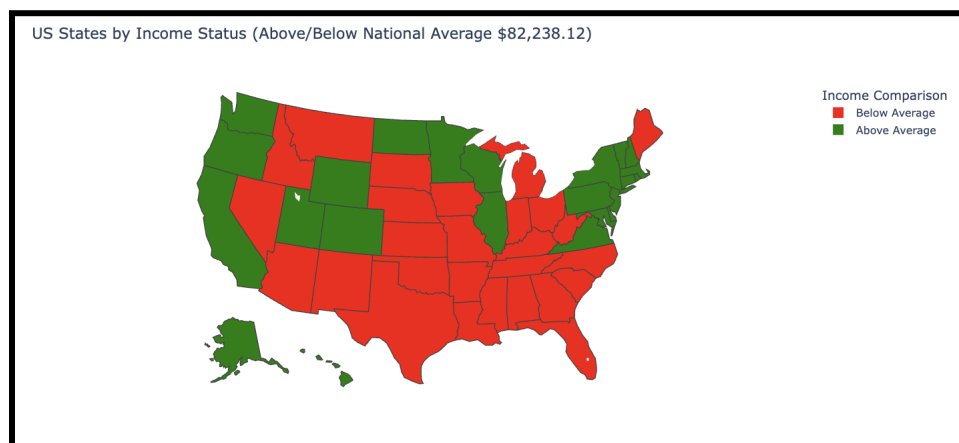 US States by Income Status (Above/Below National Average $82,238.12)
Income Comparison
Below Average
Above Average